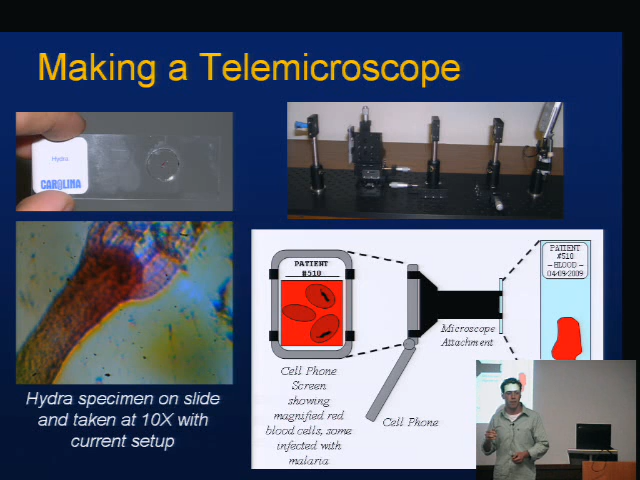 Making a Telemicroscope
Hydra
CAROLINA
Hydra specimen on slide
and taken at 10X with
current setup
PATIENT
#510
Cell Phone
Screen
showing
magnified red
blood cells, some
infected with
malaria
Microscope
Attachment
Cell Phone
PATIENT
#510
– BLOOD –
04-09-2009